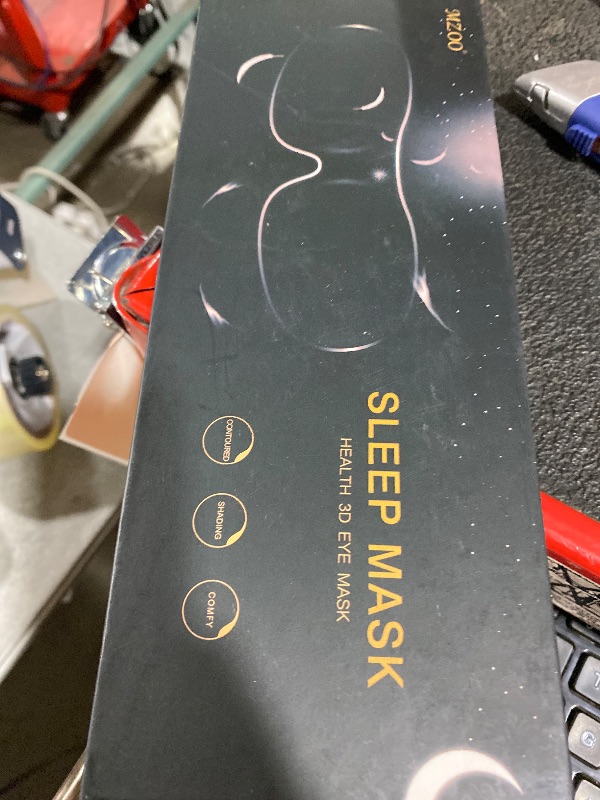 MZOO®
SLEEP MASK
HEALTH 3D EYE MASK
CONTOURED
SHADING
COMFY
G